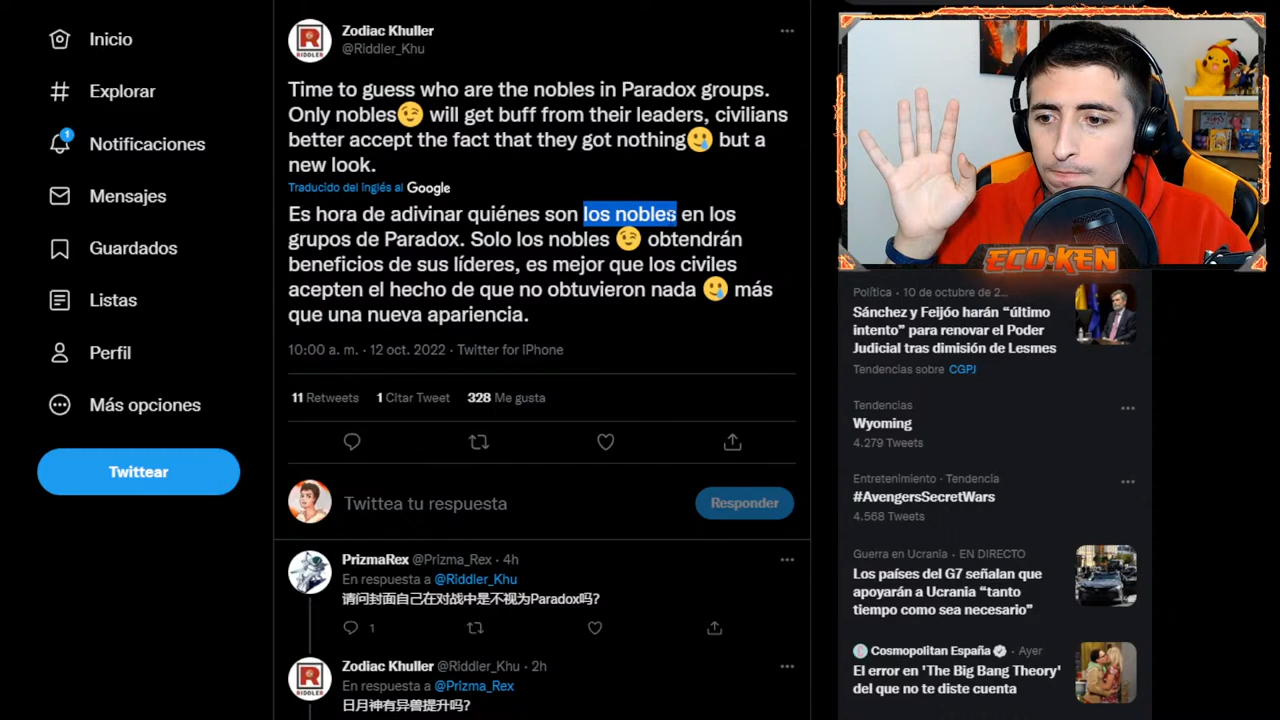 Inicio
Explorar
1
Notificaciones
Mensajes
Guardados
Listas
Perfil
Más opciones
Twittear
RIDDLER
Zodiac Khuller
@Riddler_Khu
Time to guess who are the nobles in Paradox groups.
Only nobles😉 will get buff from their leaders, civilians
better accept the fact that they got nothing🥲 but a
new look.
Traducido del inglés al Google
Es hora de adivinar quiénes son los nobles en los
grupos de Paradox. Solo los nobles 😉 obtendrán
beneficios de sus líderes, es mejor que los civiles
acepten el hecho de que no obtuvieron nada 🥲 más
que una nueva apariencia.
10:00 a. m. · 12 oct. 2022 · Twitter for iPhone
11 Retweets 1 Citar Tweet 328 Me gusta
Twittea tu respuesta
Responder
PrizmaRex @Prizma_Rex · 4h
En respuesta a @Riddler_Khu
请问封面自己在对战中是不视为Paradox吗?
1
RIDDLER
Zodiac Khuller @Riddler_Khu · 2h
En respuesta a @Prizma_Rex
日月神有异兽提升吗?
ECO·KEN
Política · 10 de octubre de 2...
Sánchez y Feijóo harán “último
intento” para renovar el Poder
Judicial tras dimisión de Lesmes
Tendencias sobre CGPJ
Tendencias
Wyoming
4.279 Tweets
Entretenimiento · Tendencia
#AvengersSecretWars
4.568 Tweets
Guerra en Ucrania · EN DIRECTO
Los países del G7 señalan que
apoyarán a Ucrania “tanto
tiempo como sea necesario”
Cosmopolitan España · Ayer
El error en 'The Big Bang Theory'
del que no te diste cuenta